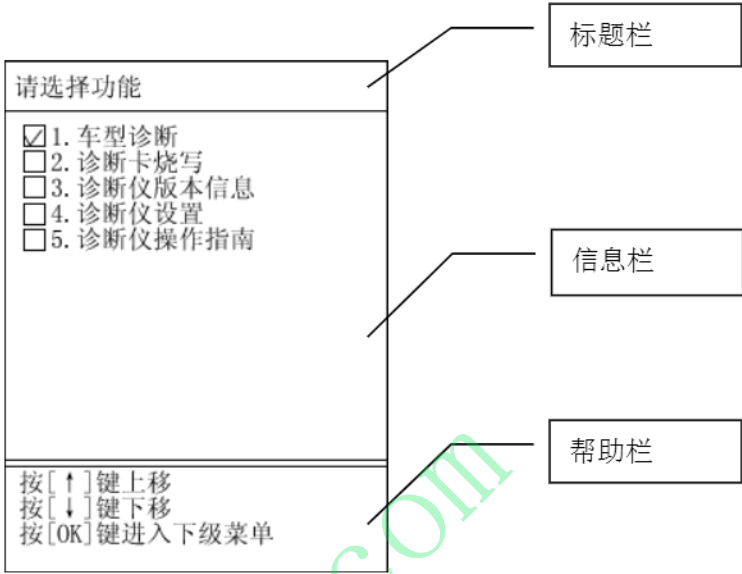 标题栏
请选择功能
1. 车型诊断
2. 诊断卡烧写
3. 诊断仪版本信息
4. 诊断仪设置
5. 诊断仪操作指南
信息栏
帮助栏
按[↑]键上移
按[↓]键下移
按[OK]键进入下级菜单
com